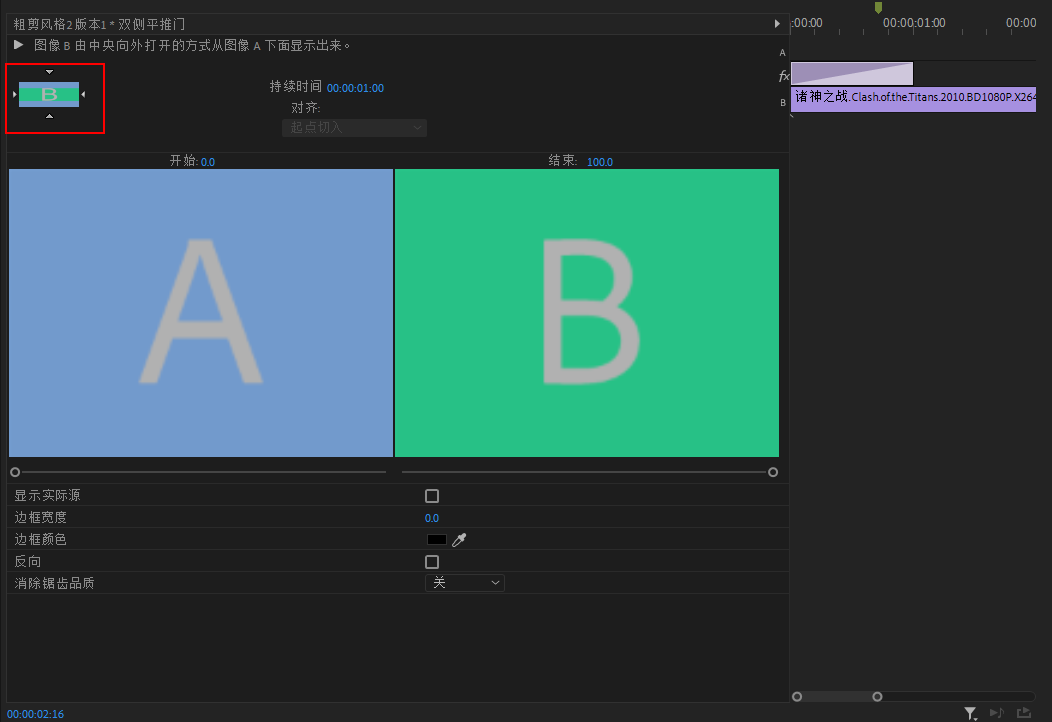 粗剪风格2版本1 * 双侧平推门
图像 B 由中央向外打开的方式从图像 A 下面显示出来。
B
持续时间 00:00:01:00
对齐:
起点切入
开始: 0.0
结束: 100.0
A
B
显示实际源
边框宽度 0.0
边框颜色
反向
消除锯齿品质 关
00:00:02:16
:00:00 00:00:01:00 00:00
A
fx
B 诸神之战.Clash.of.the.Titans.2010.BD1080P.X264